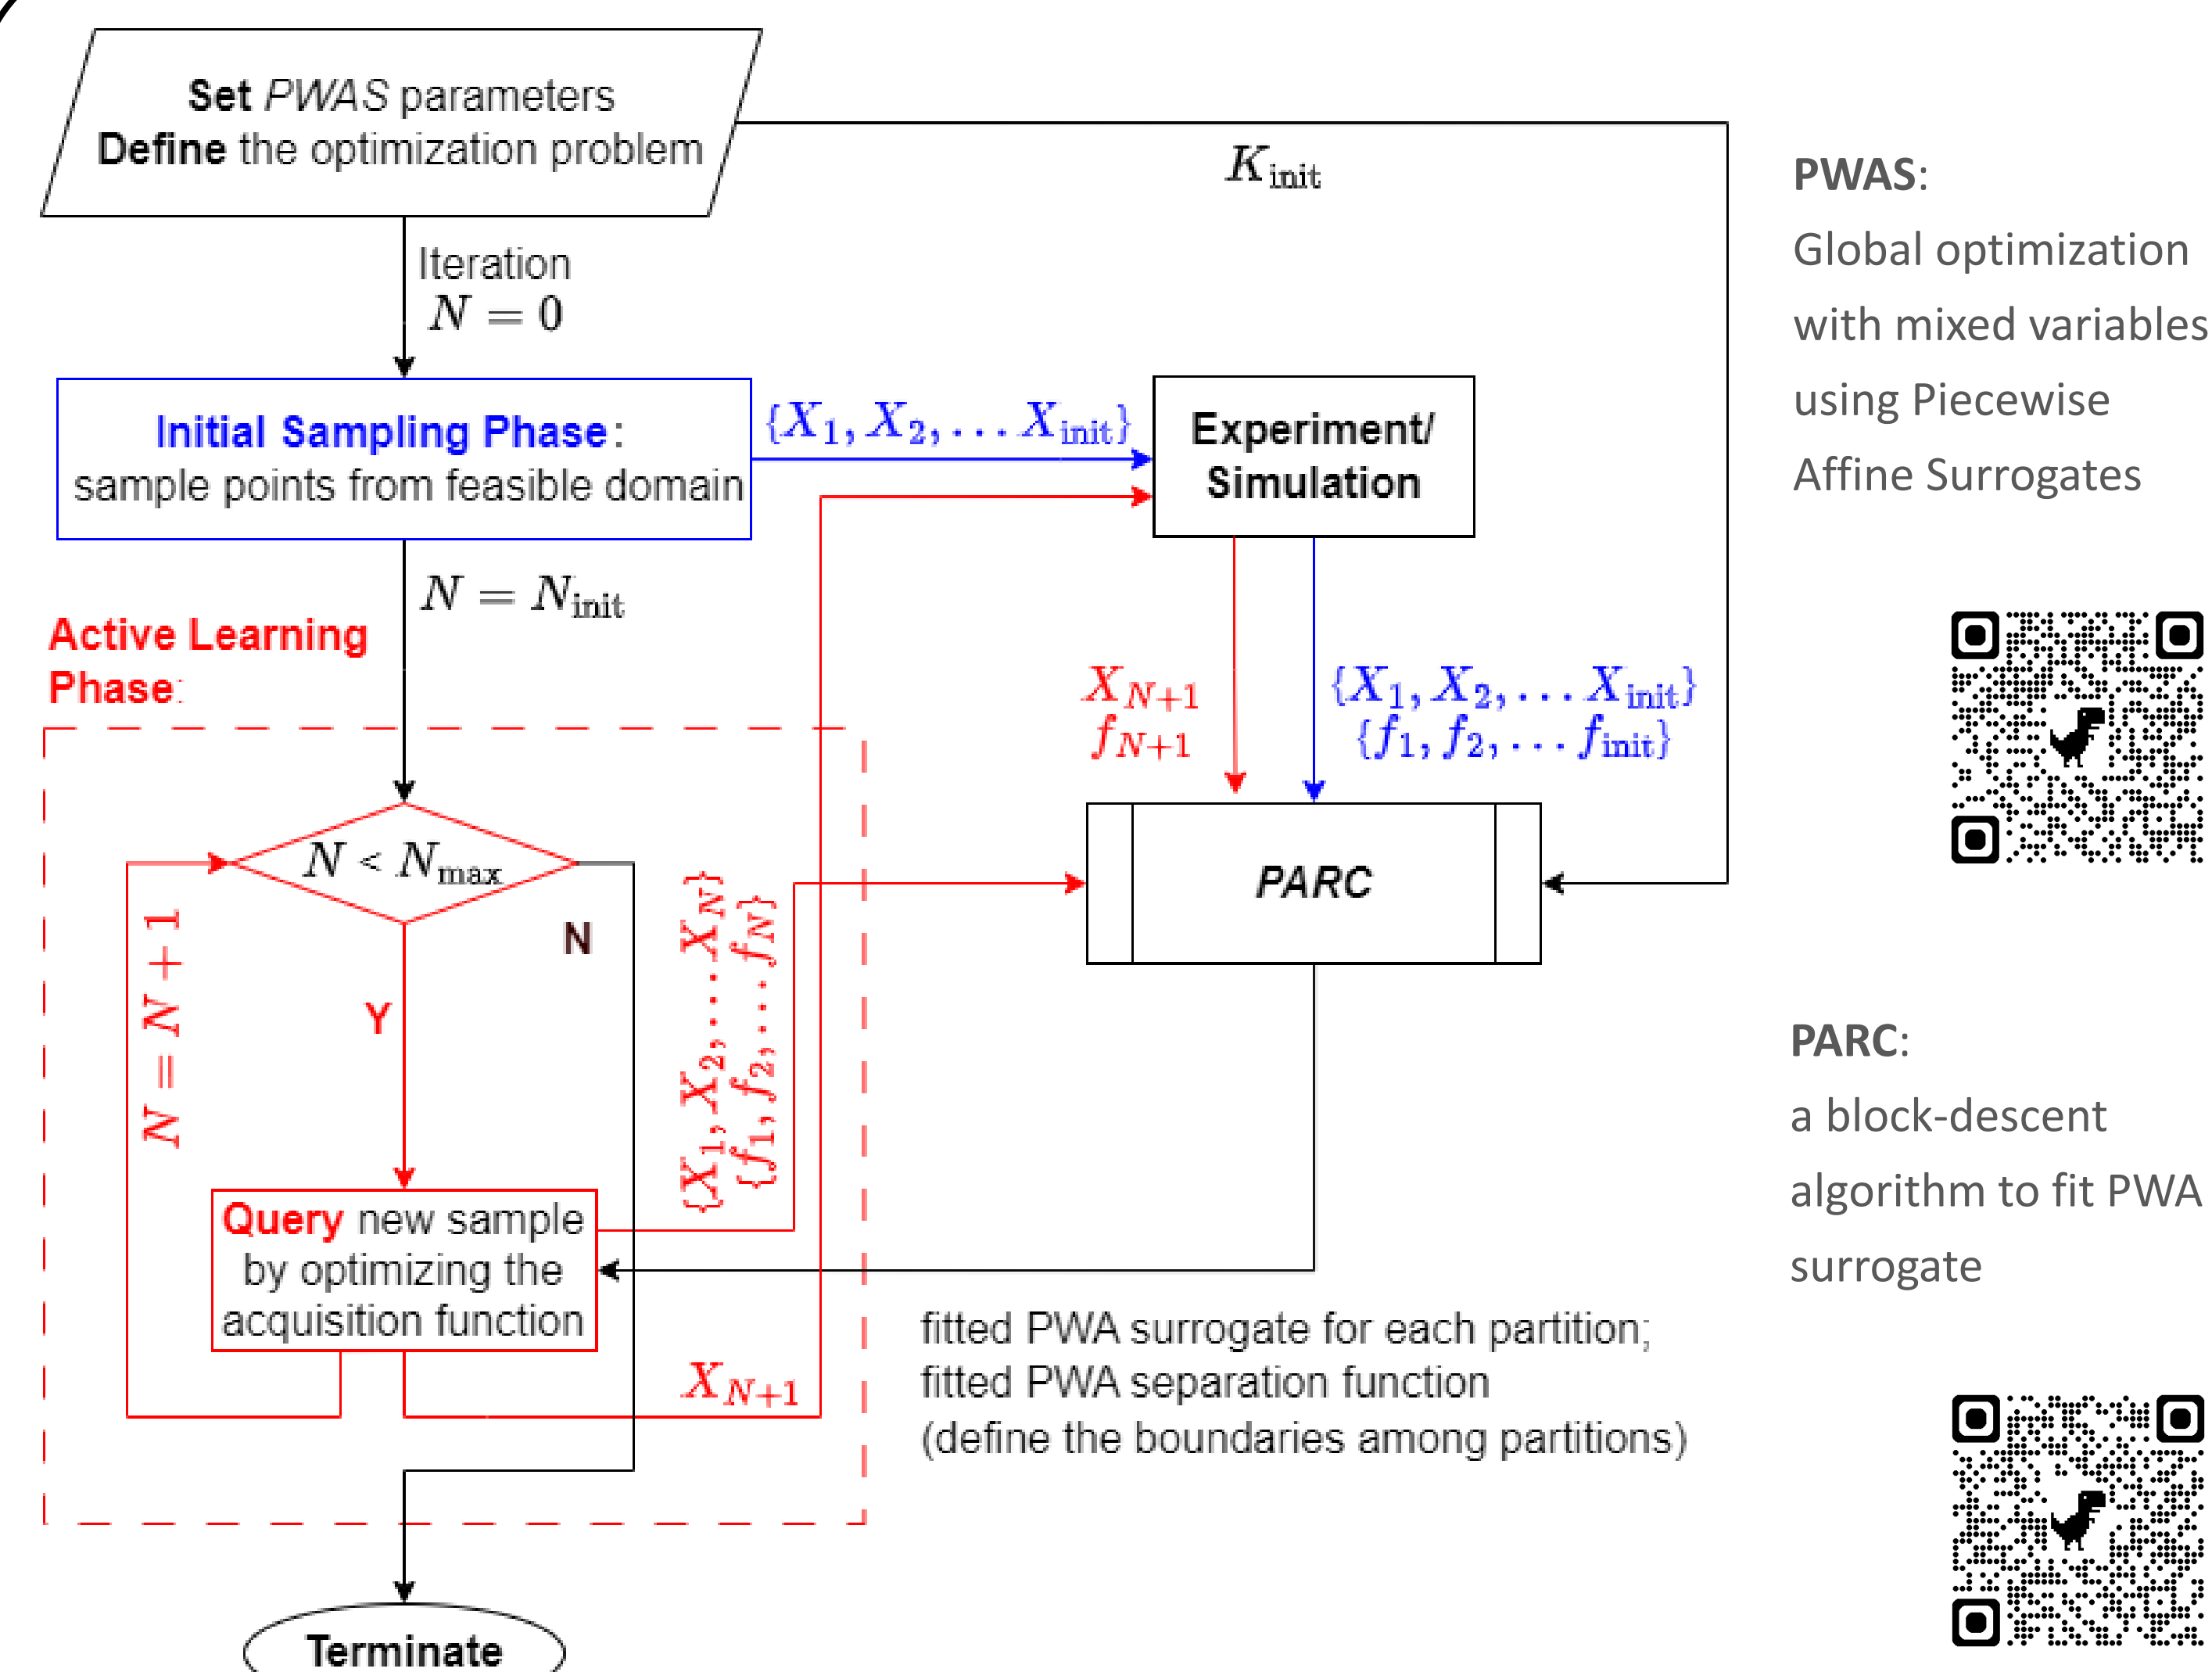 Set PWAS parameters
Define the optimization problem
K_init
Iteration
N = 0
Initial Sampling Phase:
sample points from feasible domain
{X_1, X_2, ... X_init}
Experiment/
Simulation
N = N_init
Active Learning
Phase:
X_{N+1}
f_{N+1}
{X_1, X_2, ... X_init}
{f_1, f_2, ... f_init}
N < N_max
PARC
N
Y
N = N + 1
{X_1, X_2, ... X_N}
{f_1, f_2, ... f_N}
Query new sample
by optimizing the
acquisition function
X_{N+1}
fitted PWA surrogate for each partition;
fitted PWA separation function
(define the boundaries among partitions)
Terminate
PWAS:
Global optimization
with mixed variables
using Piecewise
Affine Surrogates
PARC:
a block-descent
algorithm to fit PWA
surrogate